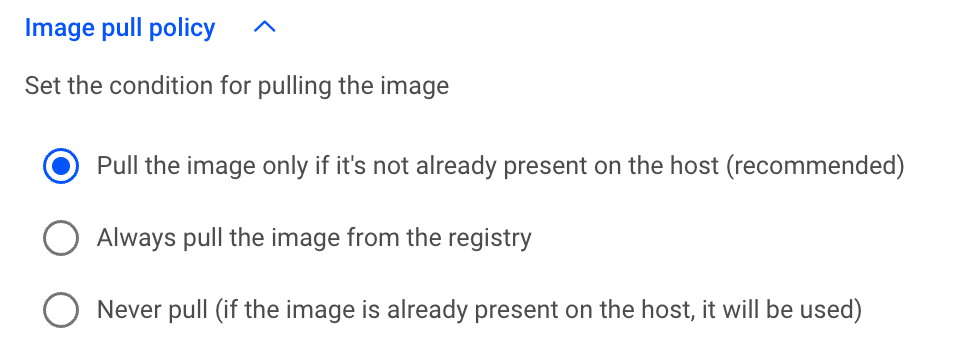 Image pull policy
Set the condition for pulling the image
Pull the image only if it's not already present on the host (recommended)
Always pull the image from the registry
Never pull (if the image is already present on the host, it will be used)